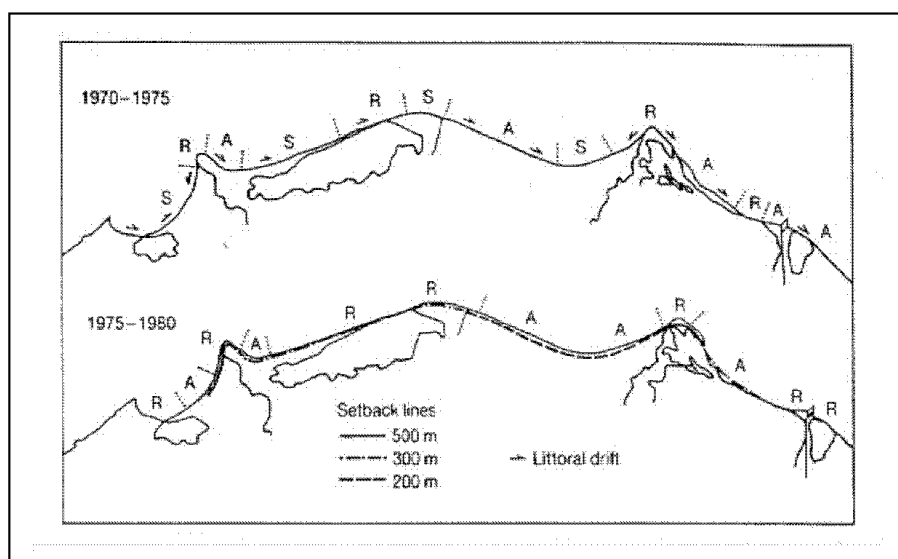 1970–1975
S
R
A
S
R
S
A
S
R
A
R
A
A
1975–1980
R
A
R
A
R
R
A
A
R
A
R
R
Setback lines
500 m
300 m
200 m
Littoral drift